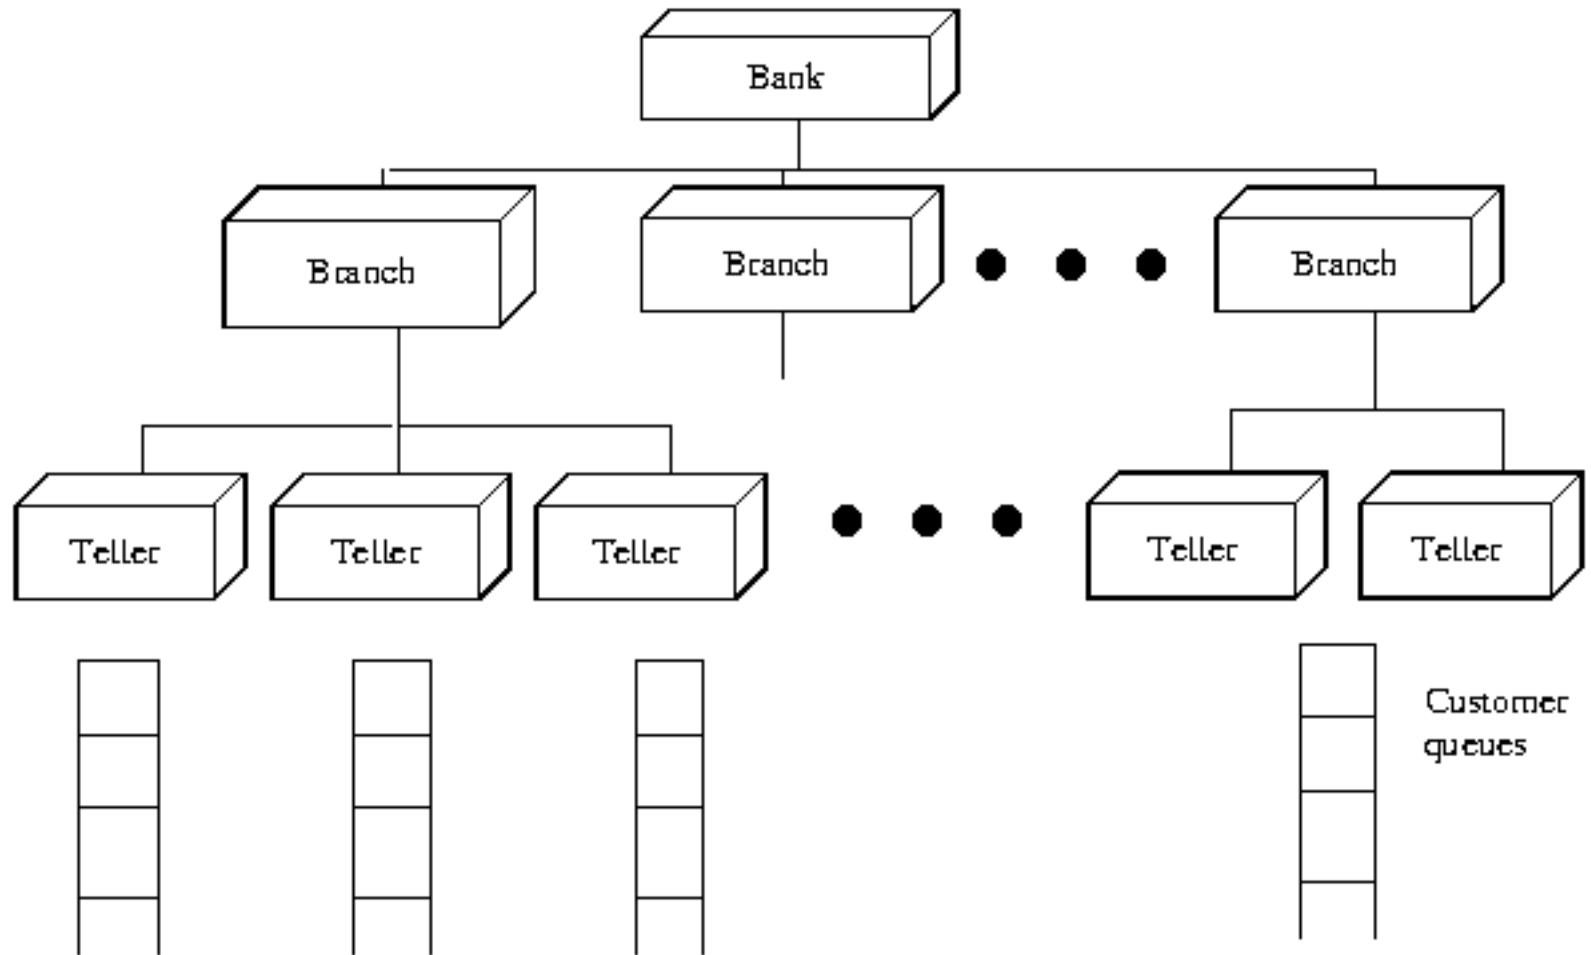 Bank
Branch
Branch
Branch
Teller
Teller
Teller
Teller
Teller
Customer
queues